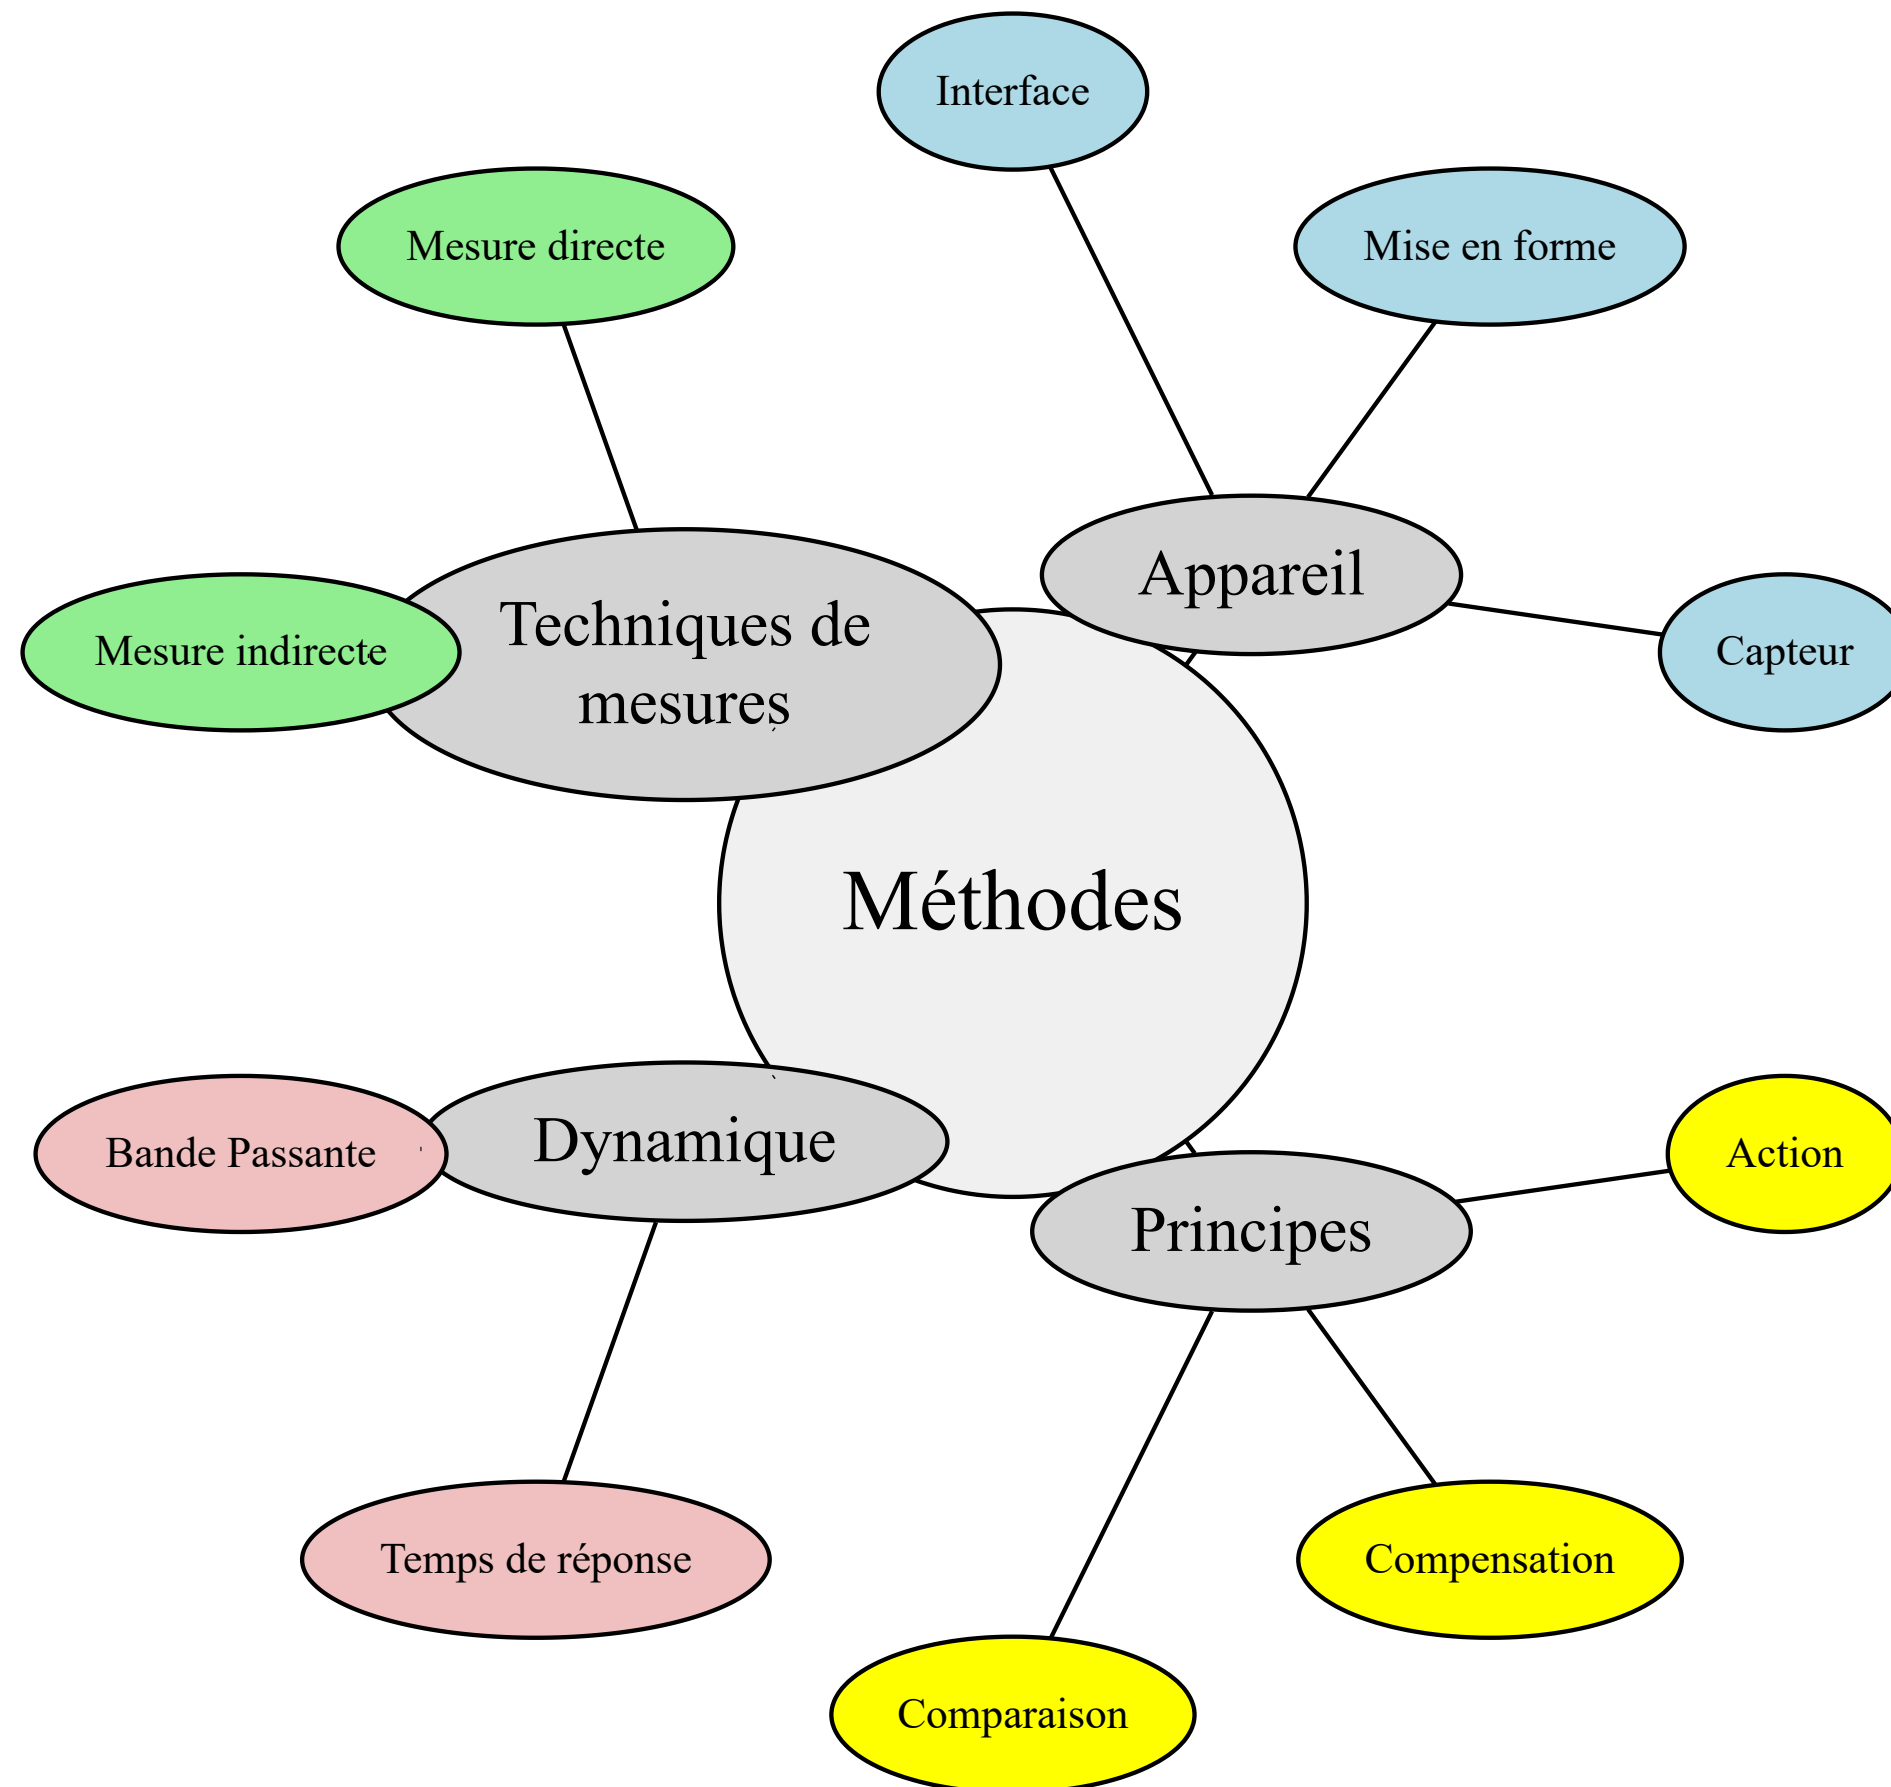 Interface
Mesure directe
Mise en forme
Appareil
Techniques de
mesures
Mesure indirecte
Capteur
Méthodes
Bande Passante
Dynamique
Action
Principes
Temps de réponse
Compensation
Comparaison